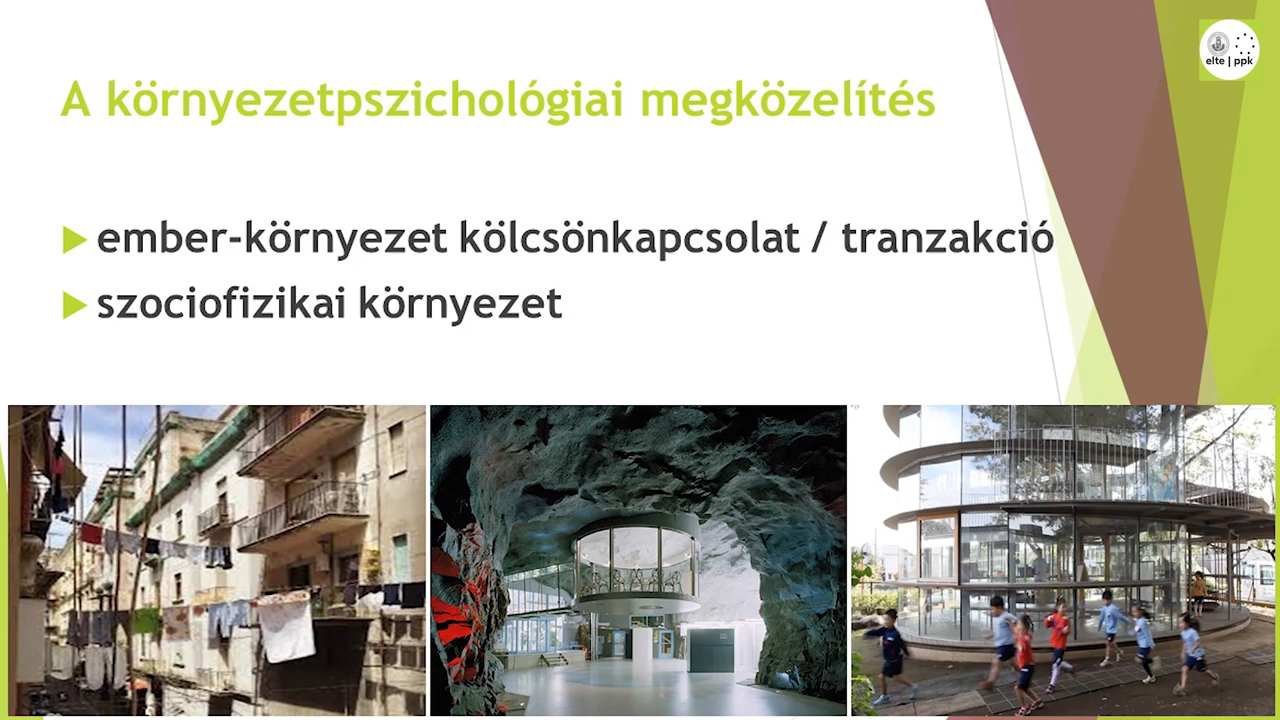 elte | ppk
A környezetpszichológiai megközelítés
ember-környezet kölcsönkapcsolat / tranzakció
szociofizikai környezet